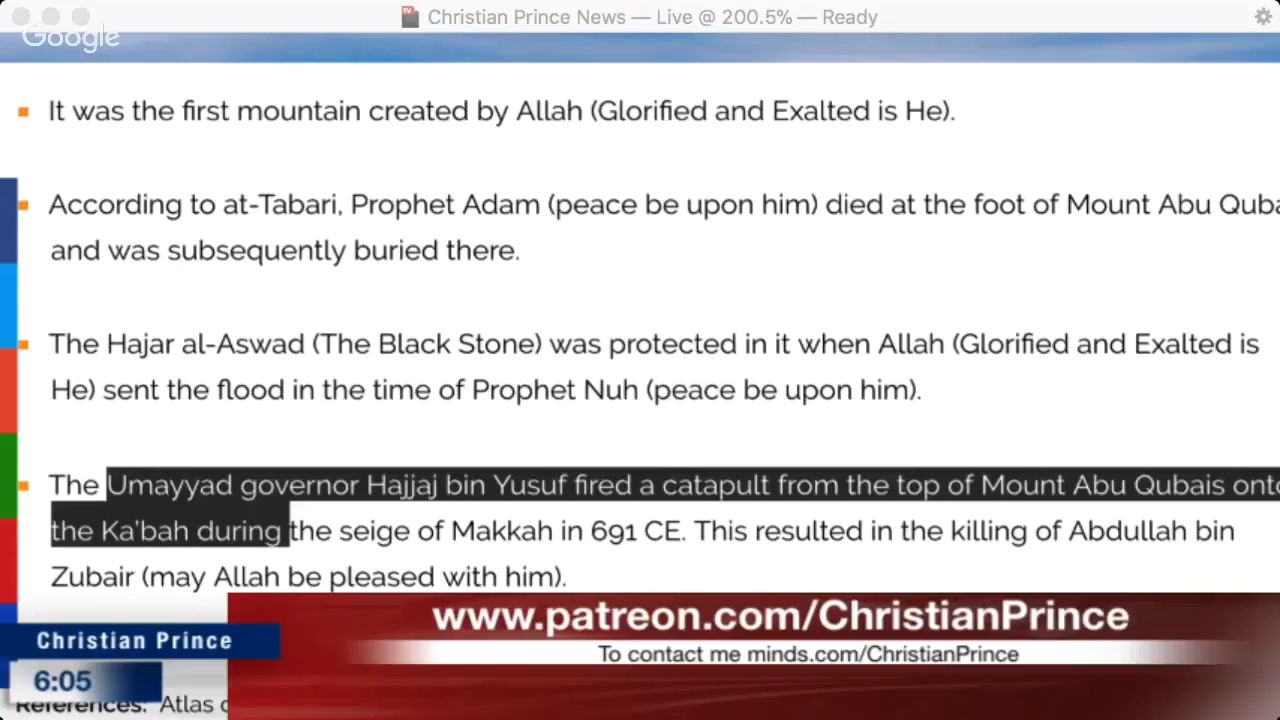 Christian Prince News — Live @ 200.5% — Ready
Google
It was the first mountain created by Allah (Glorified and Exalted is He).
According to at-Tabari, Prophet Adam (peace be upon him) died at the foot of Mount Abu
and was subsequently buried there.
The Hajar al-Aswad (The Black Stone) was protected in it when Allah (Glorified and Exalted is
He) sent the flood in the time of Prophet Nuh (peace be upon him).
The Umayyad governor Hajjaj bin Yusuf fired a catapult from the top of Mount Abu Qubais
the Ka'bah during the seige of Makkah in 691 CE. This resulted in the killing of Abdullah bin
Zubair (may Allah be pleased with him).
www.patreon.com/ChristianPrince
Christian Prince
To contact me minds.com/ChristianPrince
6:05
References: Atlas